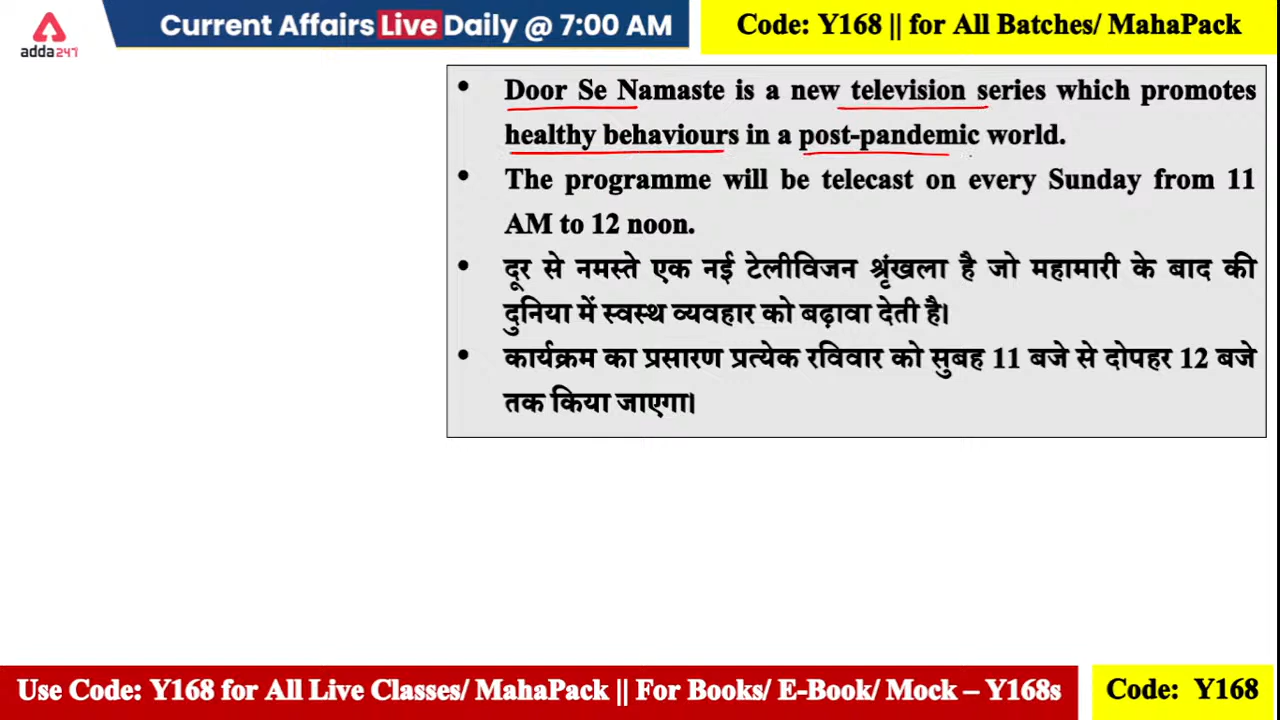 Current Affairs Live Daily @ 7:00 AM
Code: Y168 || for All Batches/ MahaPack
adda247
• Door Se Namaste is a new television series which promotes
healthy behaviours in a post-pandemic world.
• The programme will be telecast on every Sunday from 11
AM to 12 noon.
• दूर से नमस्ते एक नई टेलीविजन श्रृंखला है जो महामारी के बाद की
दुनिया में स्वस्थ व्यवहार को बढ़ावा देती है।
• कार्यक्रम का प्रसारण प्रत्येक रविवार को सुबह 11 बजे से दोपहर 12 बजे
तक किया जाएगा।
Use Code: Y168 for All Live Classes/ MahaPack || For Books/ E-Book/ Mock – Y168s
Code: Y168